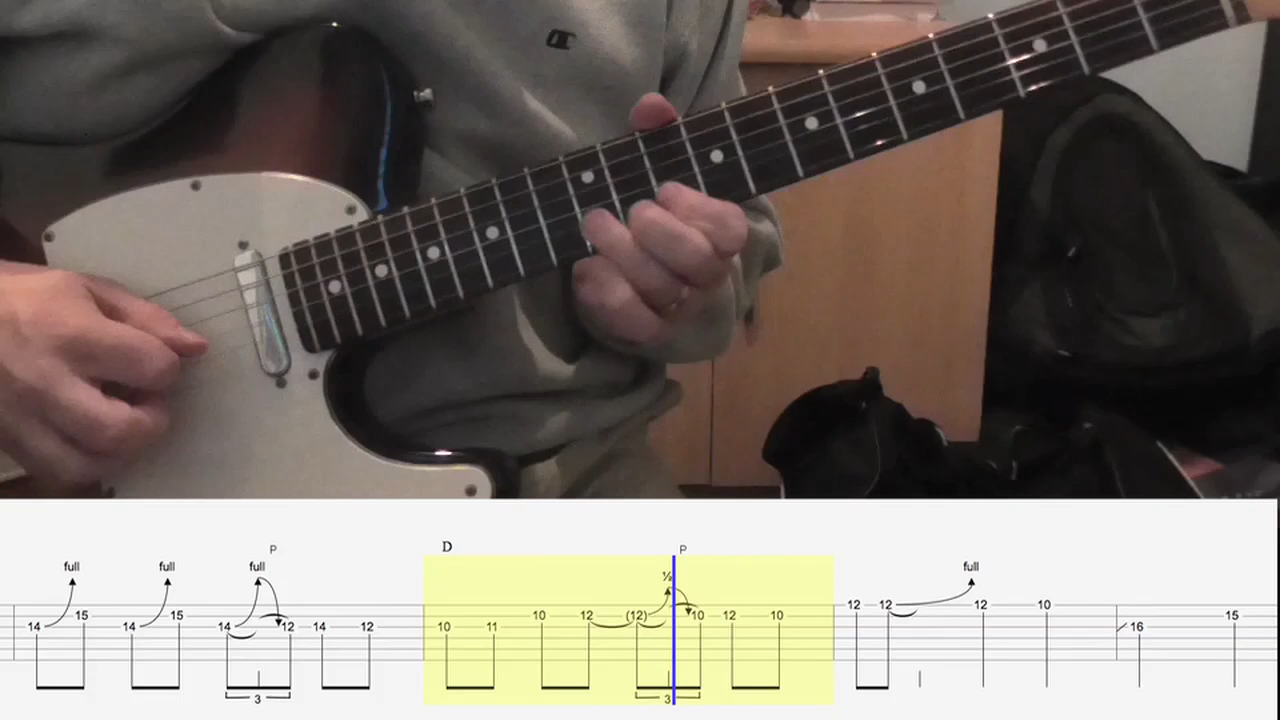 P D P
full full full ½ full
12 12 12 10
15 15 10 12 (12) 10 12 10 15
14 14 14 12 14 12 10 11 16
3 3